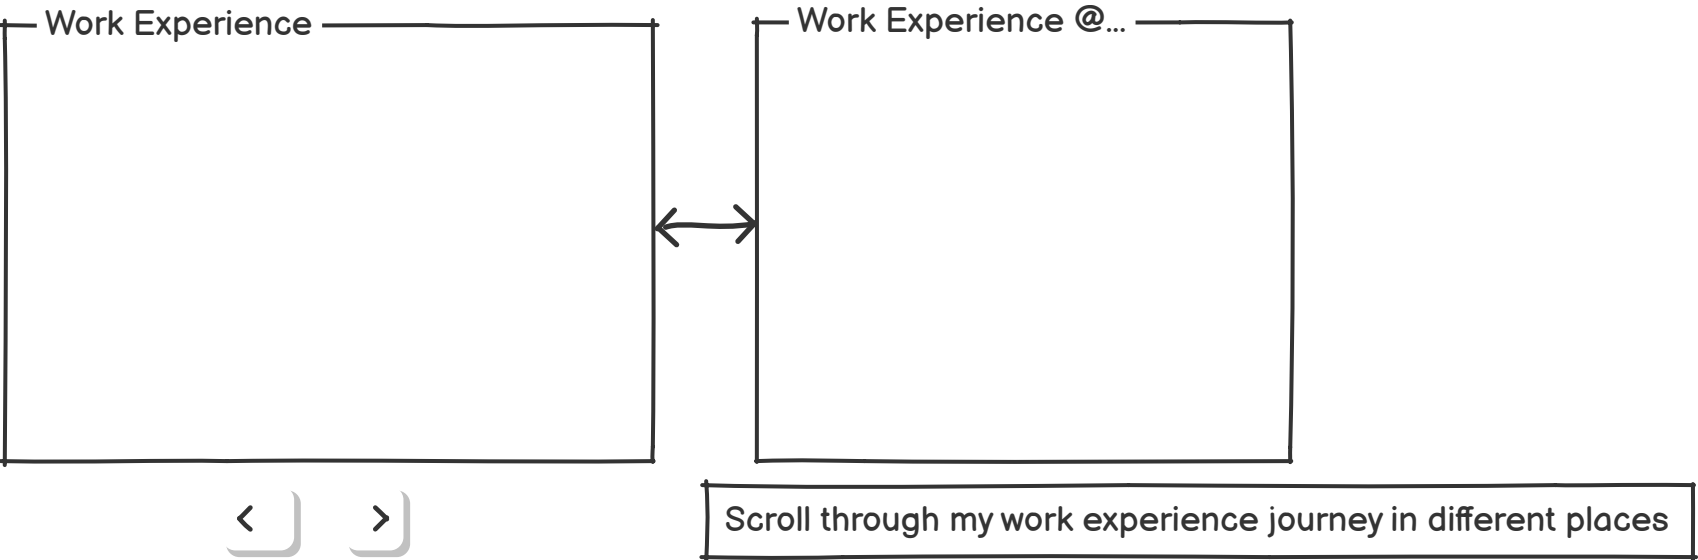 Work Experience
Work Experience @...
Scroll through my work experience journey in different places